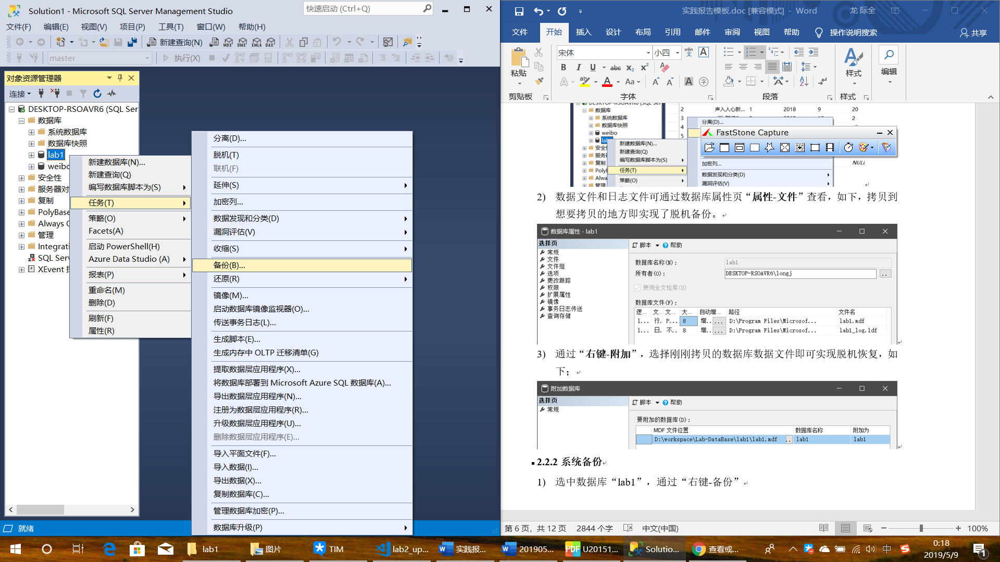 Solution1 - Microsoft SQL Server Management Studio
快速启动 (Ctrl+Q)
文件(F) 编辑(E) 视图(V) 项目(P) 工具(T) 窗口(W) 帮助(H)
新建查询(N) MDX DMX XMLA DAX
master 执行(X)
对象资源管理器
连接
DESKTOP-RSOAVR6 (SQL Ser
数据库
系统数据库
数据库快照
lab1
weibo
安全性
服务器对
复制
PolyBase
Always O
管理
Integrati
SQL Serv
XEvent 探
新建数据库(N)...
新建查询(Q)
编写数据库脚本为(S)
任务(T)
策略(O)
Facets(A)
启动 PowerShell(H)
Azure Data Studio (A)
报表(P)
重命名(M)
删除(D)
刷新(F)
属性(R)
分离(D)...
脱机(T)
联机(F)
延伸(S)
加密列...
数据发现和分类(D)
漏洞评估(V)
收缩(S)
备份(B)...
还原(R)
镜像(M)...
启动数据库镜像监视器(O)...
传送事务日志(L)...
生成脚本(E)...
生成内存中 OLTP 迁移清单(G)
提取数据层应用程序(X)...
将数据库部署到 Microsoft Azure SQL 数据库(A)...
导出数据层应用程序(N)...
注册为数据层应用程序(R)...
升级数据层应用程序(U)...
删除数据层应用程序(E)...
导入平面文件(F)...
导入数据(I)...
导出数据(X)...
复制数据库(C)...
管理数据库加密(P)...
数据库升级(P)
就绪
实践报告模板.doc [兼容模式] - Word 龙 际全
文件 开始 插入 设计 布局 引用 邮件 审阅 视图 帮助 操作说明搜索 共享
粘贴 宋体 小四 wén 文 A
B I U abc X₂ X² 样式 编辑
A A Aa A A A 字
剪贴板 字体 段落 样式
DESKTOP-RSOAVR6 (SQL Ser
数据库
系统数据库
数据库快照
weibo
lab
安全
服务器
复制
PolyB
Alwa
管理
2 声入人心新... 1 2018 9 20
3 2
4
5
新建数据库(N)...
新建查询(Q)
编写数据库脚本为(S)
任务(T)
策略(O)
分离(D)...
FastStone Capture
加密列... NULL
数据发现和分类(D)
漏洞评估(V)
2) 数据文件和日志文件可通过数据库属性页“属性-文件”查看，如下，拷贝到
想要拷贝的地方即实现了脱机备份。
数据库属性 - lab1
选择页
常规
文件
文件组
选项
更改跟踪
权限
扩展属性
镜像
事务日志传送
查询存储
脚本 帮助
数据库名称(N): lab1
所有者(O): DESKTOP-RSOAVR6\longj ..
使用全文检索(U)
数据库文件(F):
逻... 文.. 文... 大... 自动增... 路径 文件名
l... 行. P... 8 增.. ... D:\Program Files\Microsof... lab1.mdf
l... 日. 不.. 8 增.. ... D:\Program Files\Microsof... lab1_log.ldf
3) 通过“右键-附加”，选择刚刚拷贝的数据库数据文件即可实现脱机恢复，如
下；
附加数据库
选择页
常规
脚本 帮助
要附加的数据库(D):
MDF 文件位置 数据库名称 附加为
D:\workspace\Lab-DataBase\lab1\lab1.mdf .. lab1 lab1
2.2.2 系统备份
1) 选中数据库“lab1”，通过“右键-备份”
第 6 页，共 12 页 2844 个字 中文(中国) 100%
lab1 图片 TIM lab2_up... 实践报... 201905... PDF U20151... Solutio... 查看或... 中 0:18
2019/5/9
1